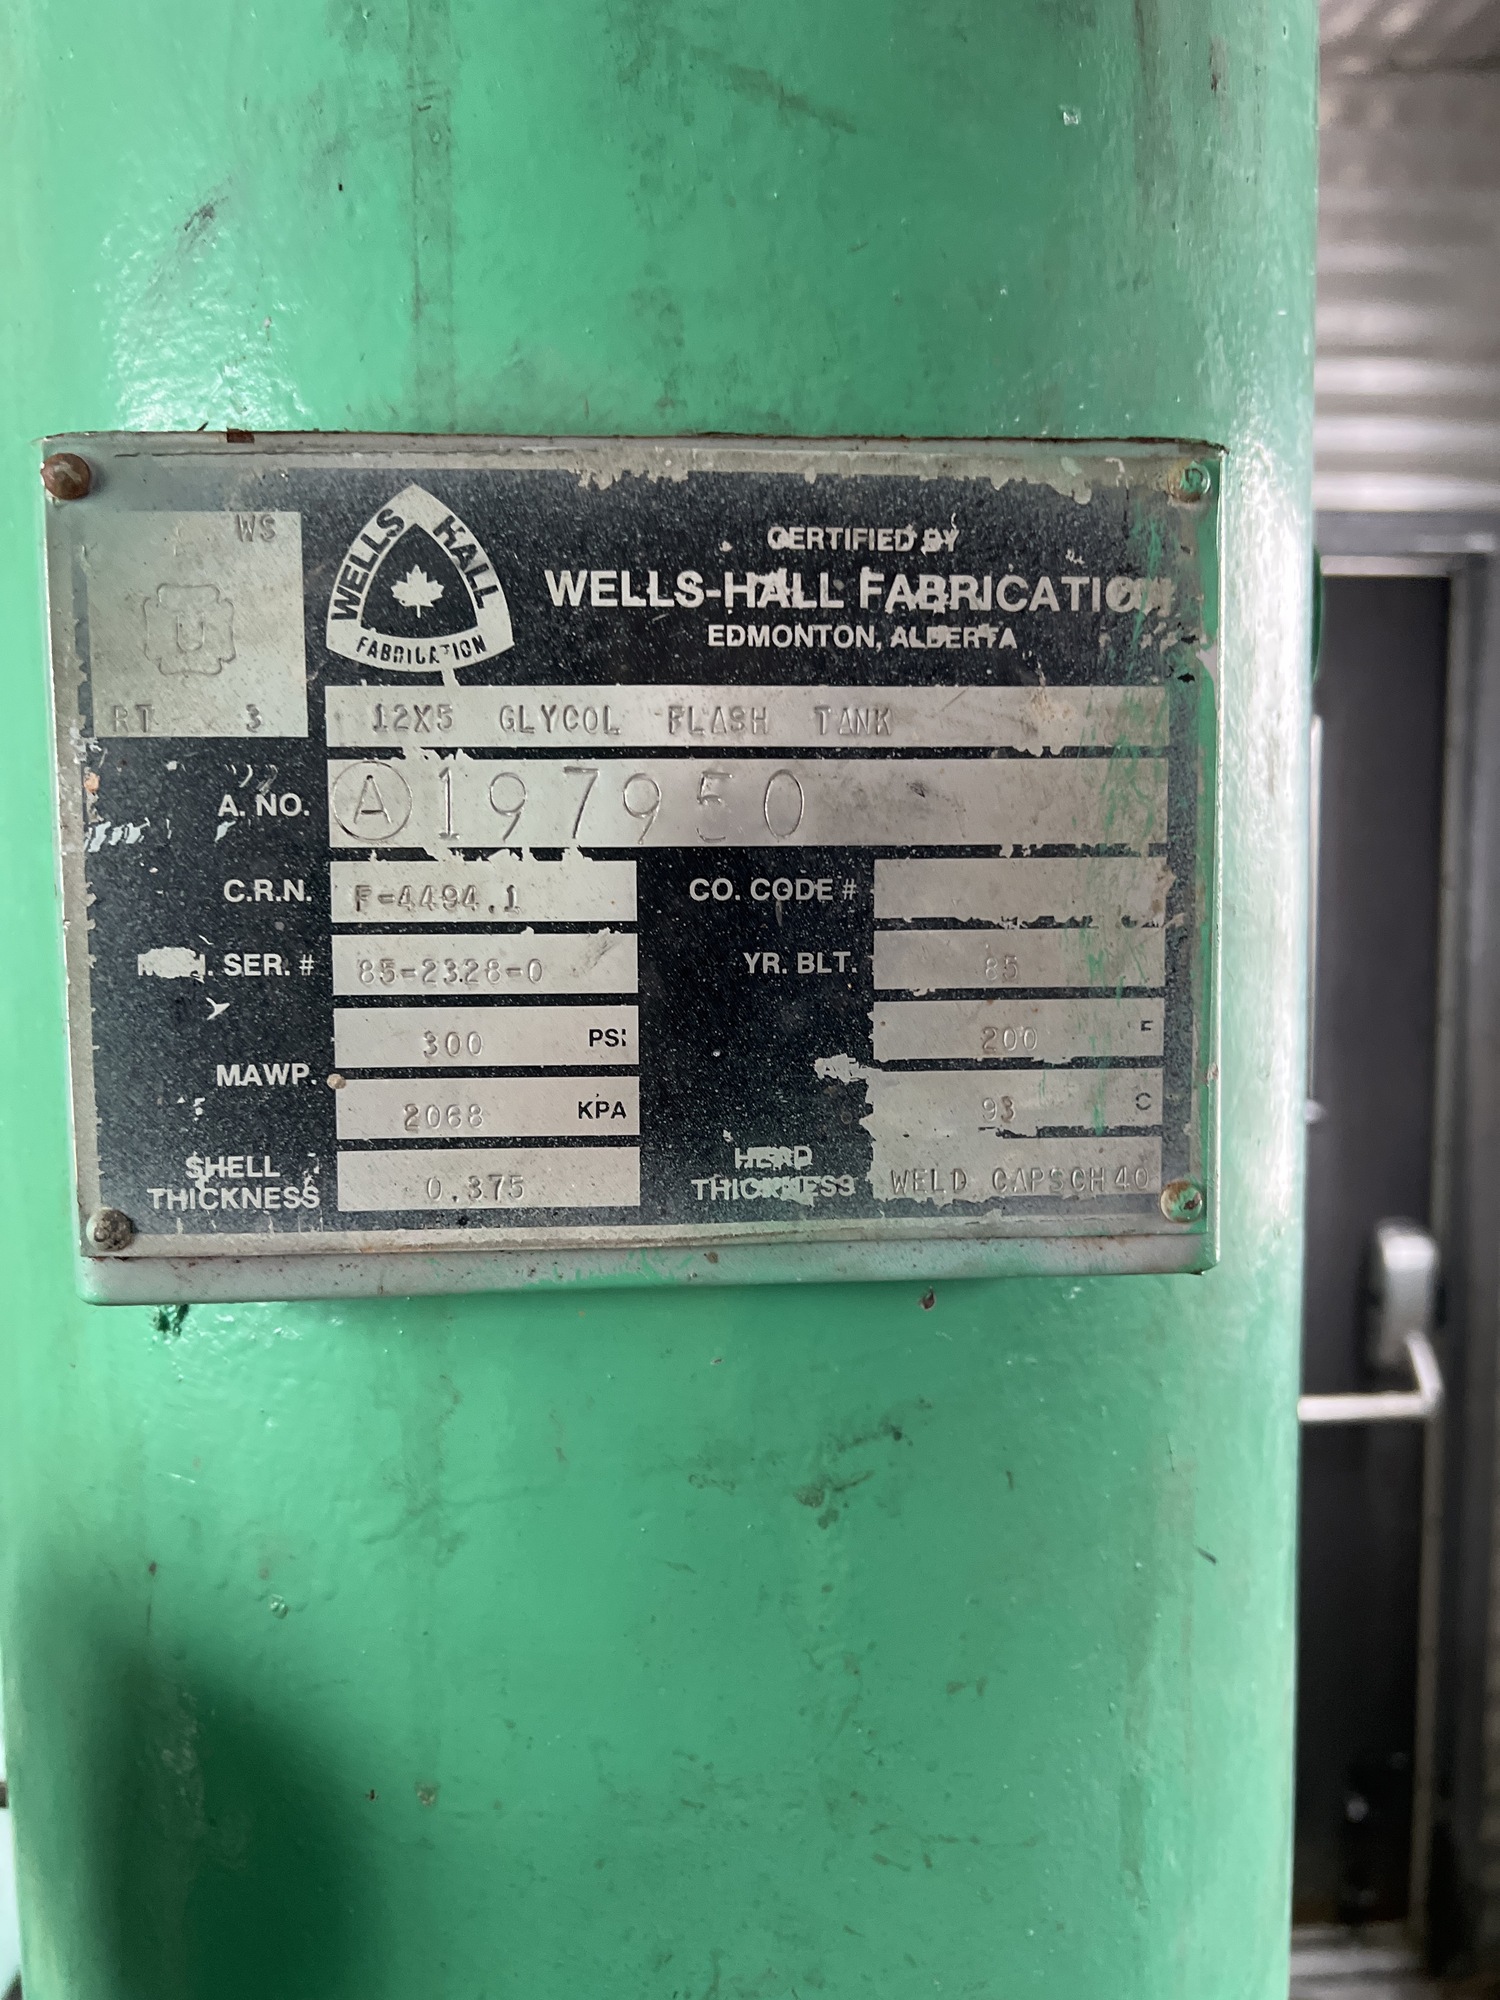 WS
U
RT 3
WELLS HALL
FABRICATION
CERTIFIED BY
WELLS-HALL FABRICATION
EDMONTON, ALBERTA
12X5 GLYCOL FLASH TANK
A. NO. A 197950
C.R.N. F-4494.1 CO. CODE #
SER. # 85-2328-0 YR. BLT. 85
MAWP. 300 PSI 200 F
2068 KPA 93 C
SHELL THICKNESS 0.375 HEAD THICKNESS WELD CAPSCH40